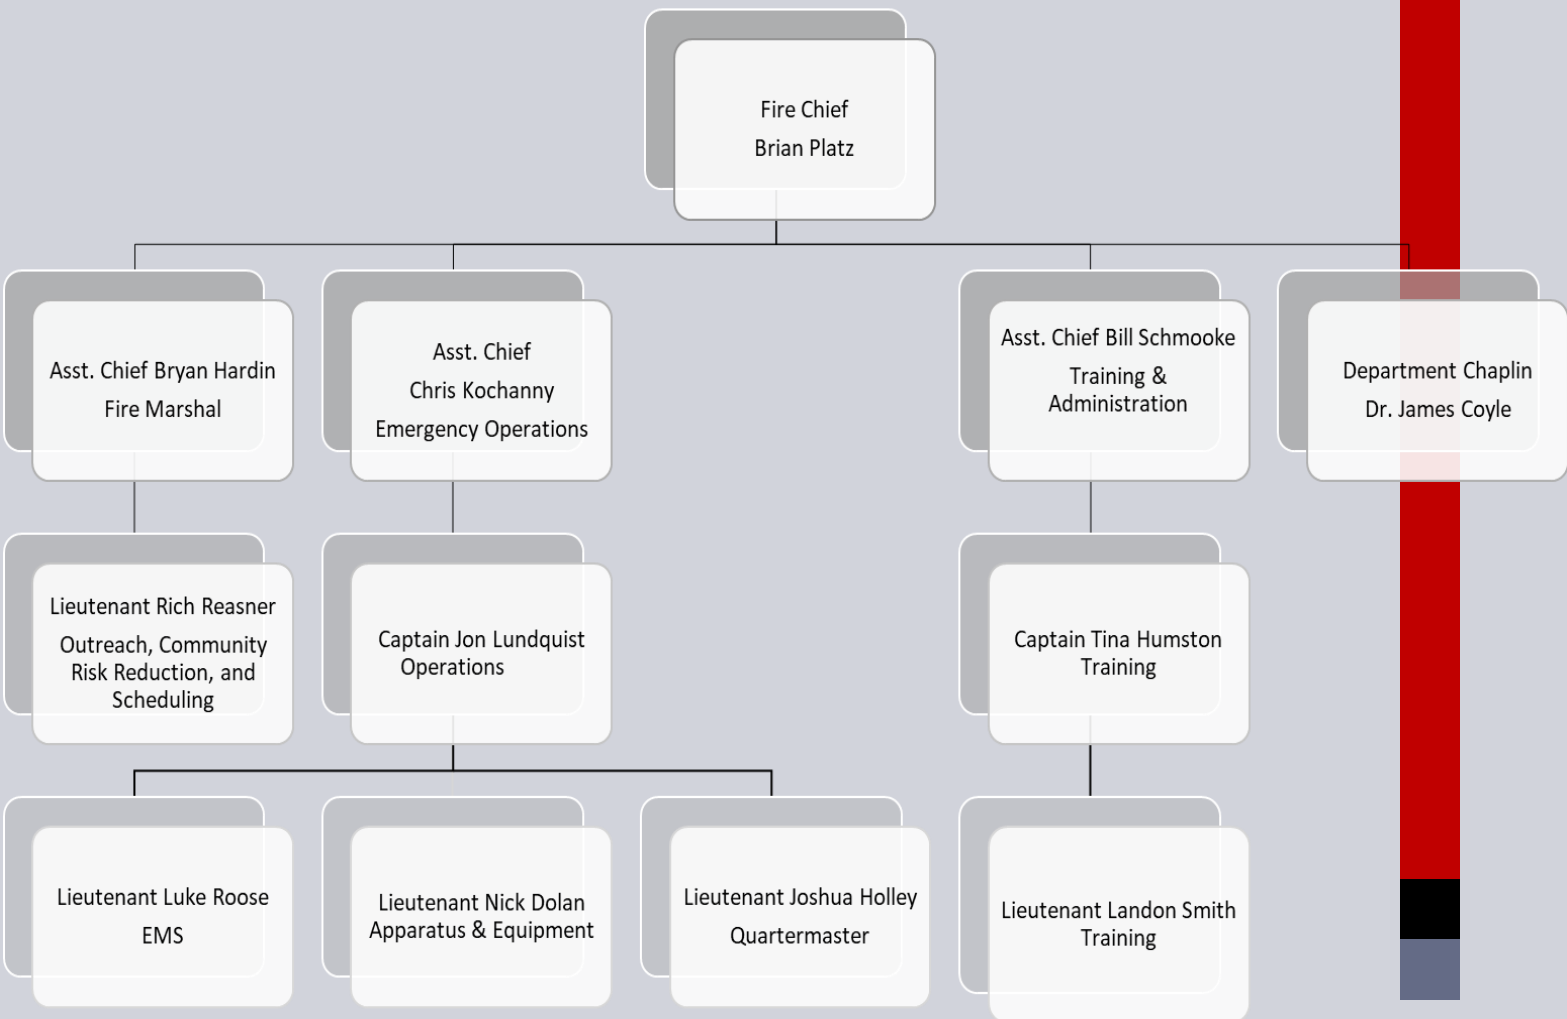 Fire Chief
Brian Platz
Asst. Chief Bryan Hardin
Fire Marshal
Asst. Chief
Chris Kochanny
Emergency Operations
Asst. Chief Bill Schmooke
Training &
Administration
Department Chaplin
Dr. James Coyle
Lieutenant Rich Reasner
Outreach, Community
Risk Reduction, and
Scheduling
Captain Jon Lundquist
Operations
Captain Tina Humston
Training
Lieutenant Luke Roose
EMS
Lieutenant Nick Dolan
Apparatus & Equipment
Lieutenant Joshua Holley
Quartermaster
Lieutenant Landon Smith
Training